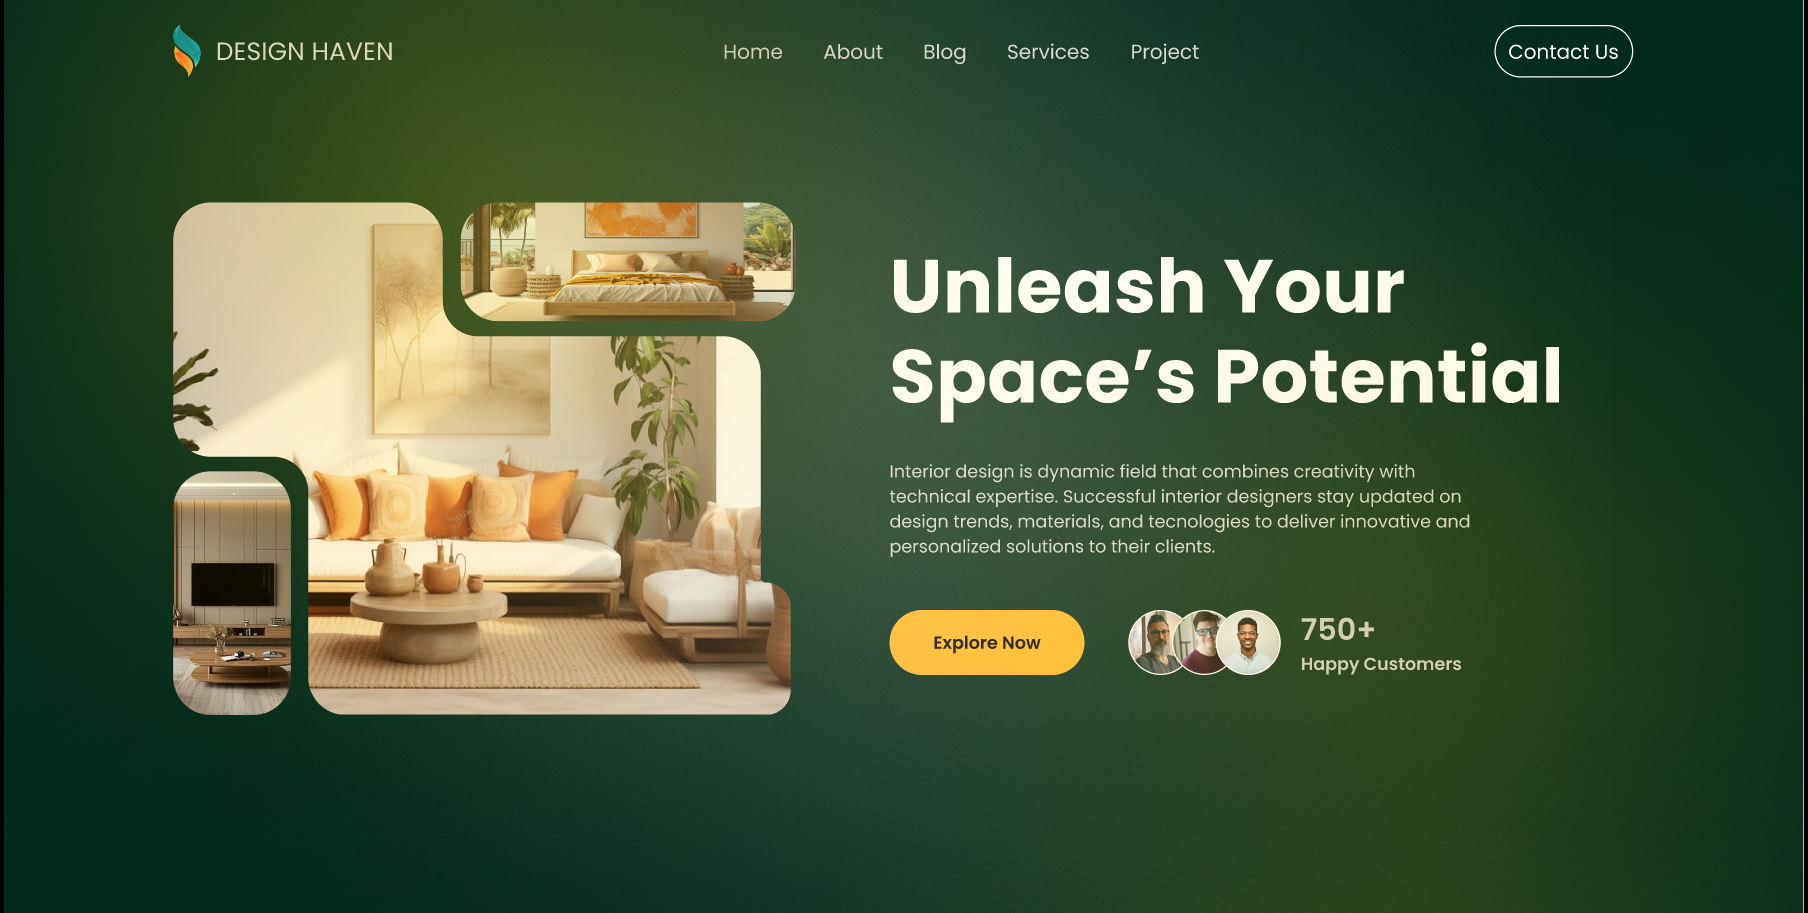 DESIGN HAVEN
Home
About
Blog
Services
Project
Contact Us
Unleash Your
Space’s Potential
Interior design is dynamic field that combines creativity with
technical expertise. Successful interior designers stay updated on
design trends, materials, and tecnologies to deliver innovative and
personalized solutions to their clients.
Explore Now
750+
Happy Customers